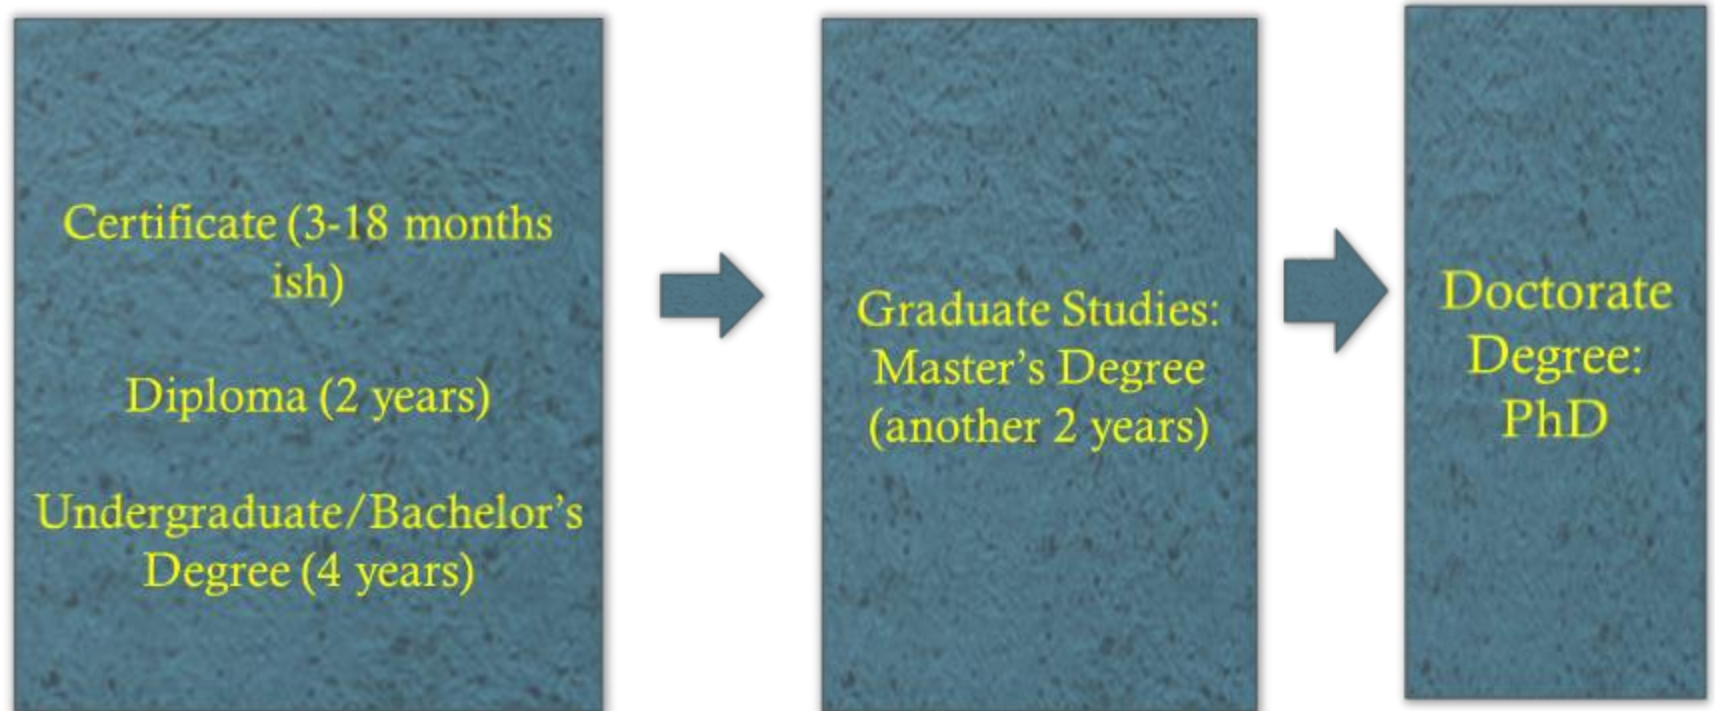 Certificate (3-18 months
ish)
Diploma (2 years)
Undergraduate/Bachelor’s
Degree (4 years)
Graduate Studies:
Master’s Degree
(another 2 years)
Doctorate
Degree:
PhD